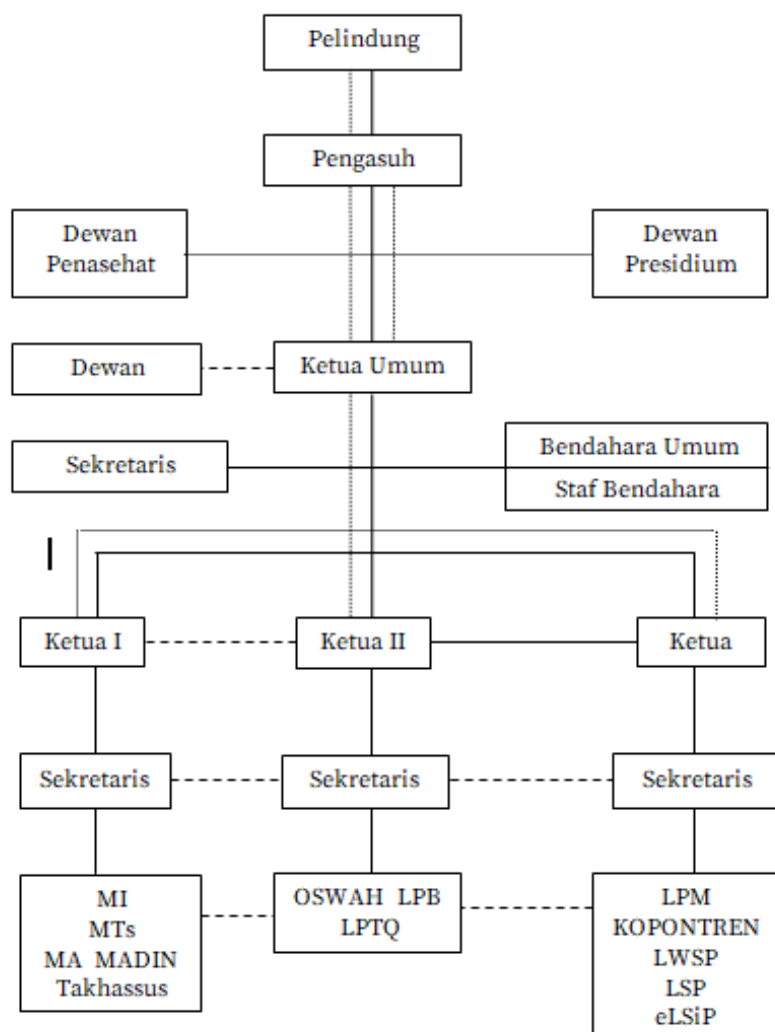 Pelindung
Pengasuh
Dewan
Penasehat
Dewan
Presidium
Dewan
Ketua Umum
Sekretaris
Bendahara Umum
Staf Bendahara
Ketua I
Ketua II
Ketua
Sekretaris
Sekretaris
Sekretaris
MI
MTs
MA MADIN
Takhassus
OSWAH LPB
LPTQ
LPM
KOPONTREN
LWSP
LSP
eLSiP